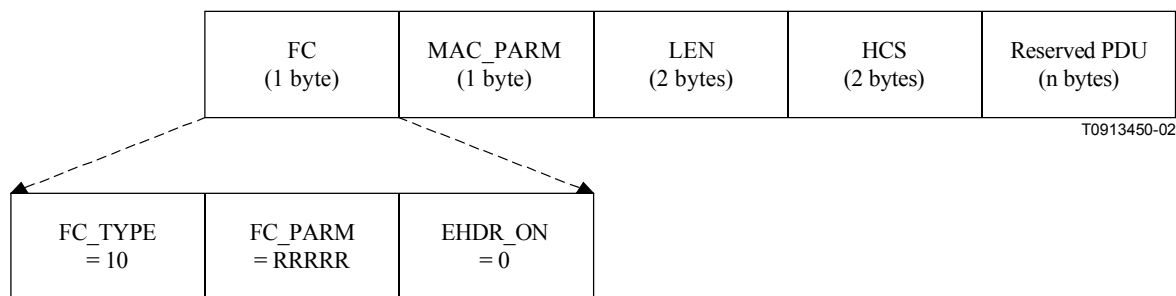 FC MAC_PARM LEN HCS Reserved PDU
(1 byte) (1 byte) (2 bytes) (2 bytes) (n bytes)
T0913450-02
FC_TYPE FC_PARM EHDR_ON
= 10 = RRRRR = 0